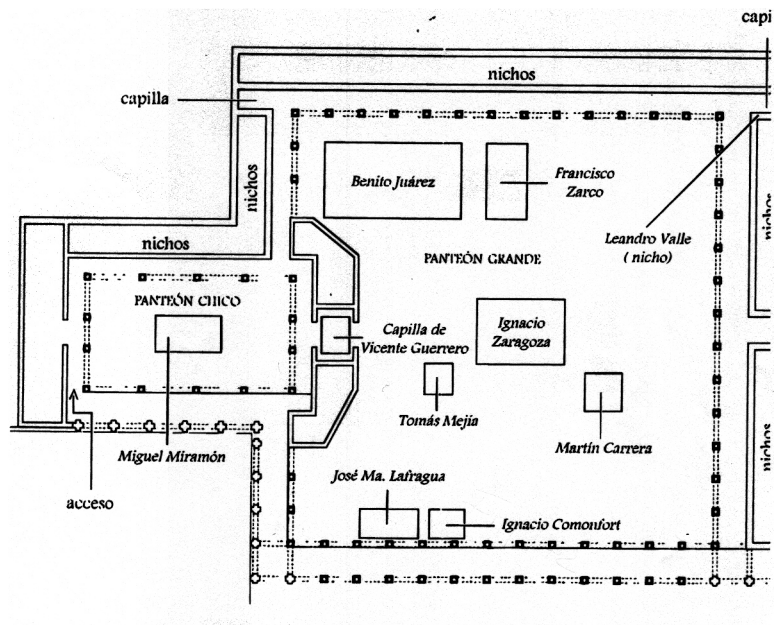 capi
nichos
capilla
Benito Juárez
Francisco
Zarco
nichos
nichos
nichos
Leandro Valle
( nicho)
PANTEÓN GRANDE
PANTEÓN CHICO
Ignacio
Zaragoza
Capilla de
Vicente Guerrero
Tomás Mejía
Martín Carrera
nichos
Miguel Miramón
José Ma. Lafragua
acceso
Ignacio Comonfort